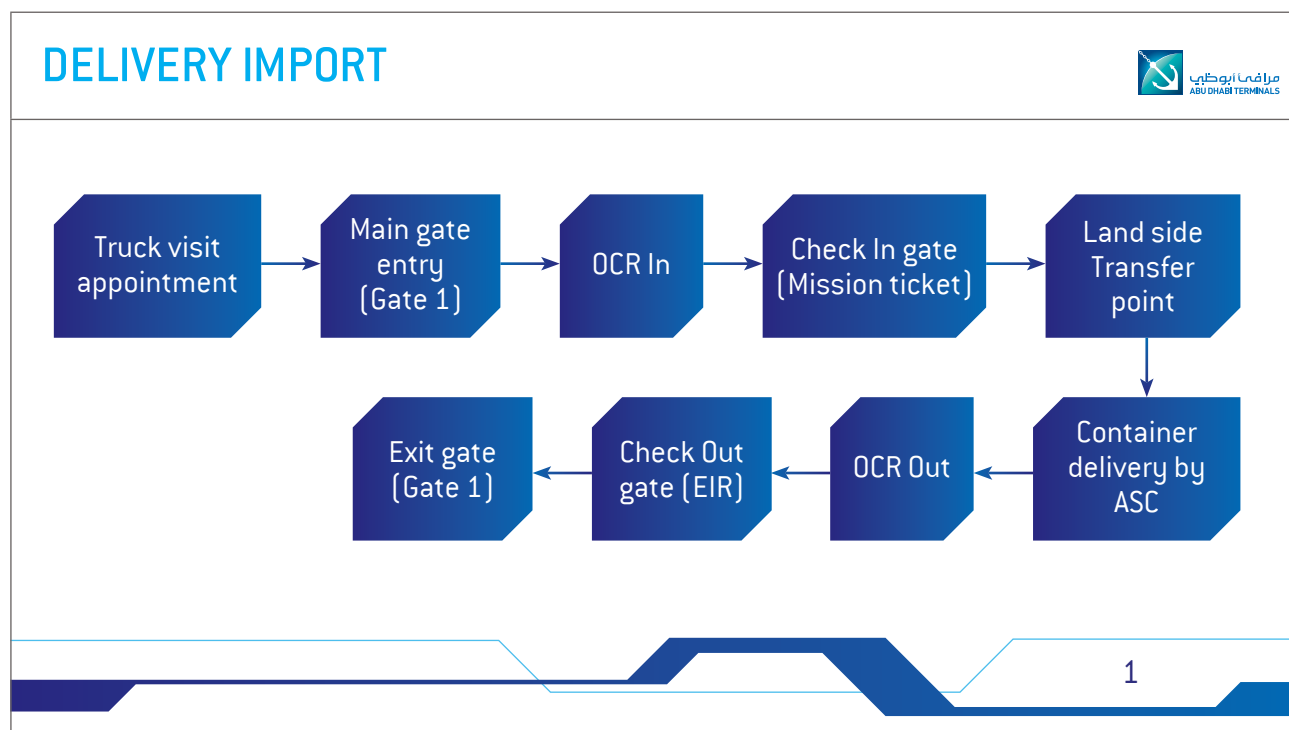 DELIVERY IMPORT
مرافئ أبوظبي
ABU DHABI TERMINALS
Truck visit
appointment
Main gate
entry
(Gate 1)
OCR In
Check In gate
(Mission ticket)
Land side
Transfer
point
Container
delivery by
ASC
OCR Out
Check Out
gate (EIR)
Exit gate
(Gate 1)
1